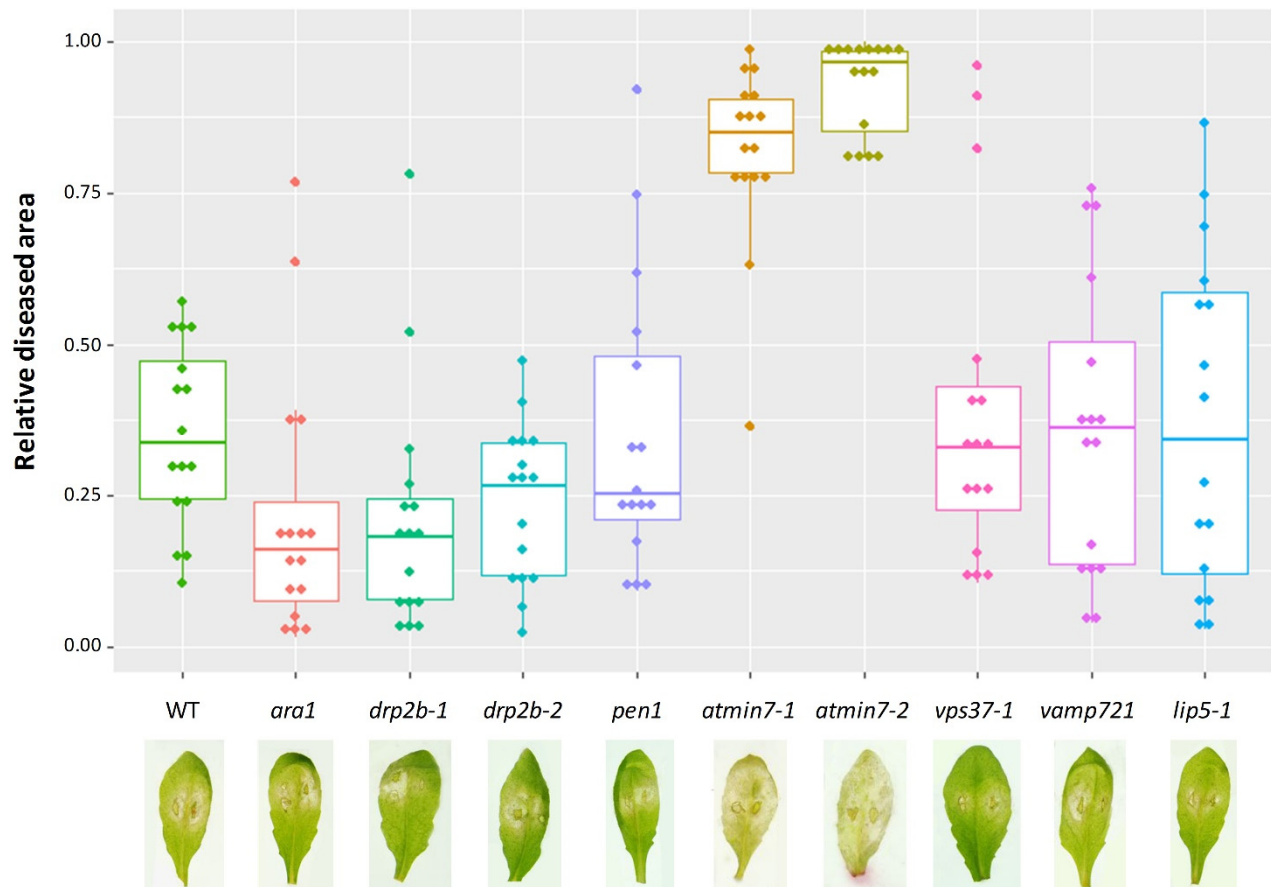 Relative diseased area
1.00
0.75
0.50
0.25
0.00
WT ara1 drp2b-1 drp2b-2 pen1 atmin7-1 atmin7-2 vps37-1 vamp721 lip5-1